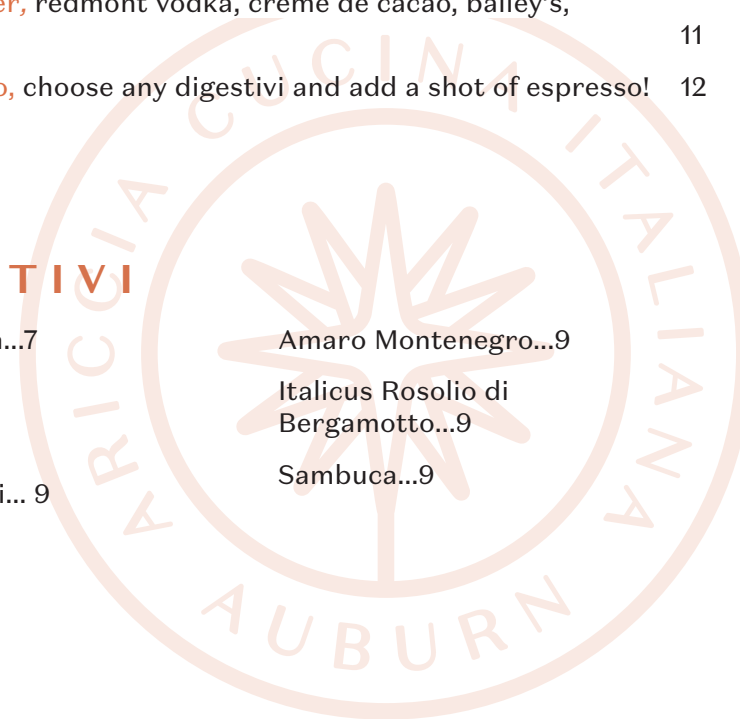 er, redmont vodka, crème de cacao, bailey's,
11
o, choose any digestivi and add a shot of espresso! 12
TIVI
...7
Amaro Montenegro...9
Italicus Rosolio di
Bergamotto...9
i... 9
Sambuca...9
ARICCIA CUCINA ITALIANA
AUBURN